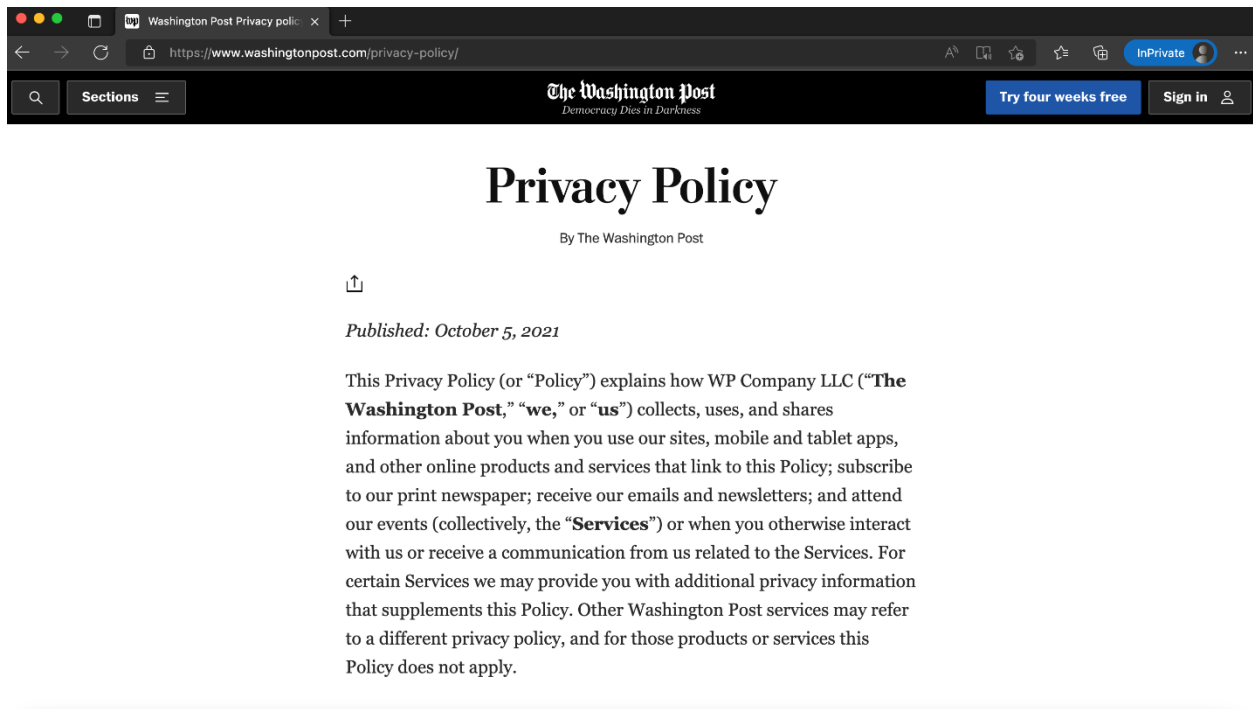 Washington Post Privacy polic
https://www.washingtonpost.com/privacy-policy/
InPrivate
Sections
The Washington Post
Democracy Dies in Darkness
Try four weeks free
Sign in
Privacy Policy
By The Washington Post
Published: October 5, 2021
This Privacy Policy (or “Policy”) explains how WP Company LLC (“The
Washington Post,” “we,” or “us”) collects, uses, and shares
information about you when you use our sites, mobile and tablet apps,
and other online products and services that link to this Policy; subscribe
to our print newspaper; receive our emails and newsletters; and attend
our events (collectively, the “Services”) or when you otherwise interact
with us or receive a communication from us related to the Services. For
certain Services we may provide you with additional privacy information
that supplements this Policy. Other Washington Post services may refer
to a different privacy policy, and for those products or services this
Policy does not apply.